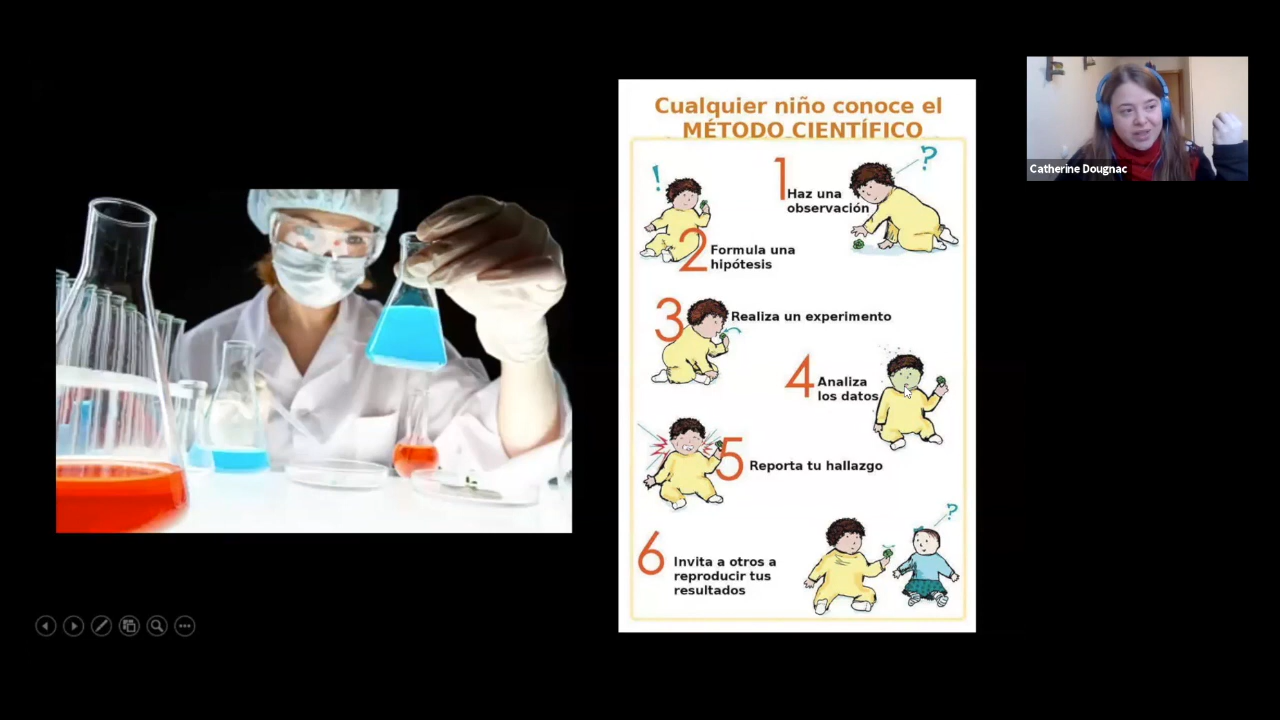 Cualquier niño conoce el
MÉTODO CIENTÍFICO
!
?
1
Haz una
observación
2
Formula una
hipótesis
3
Realiza un experimento
4
Analiza
los datos
5
Reporta tu hallazgo
6
Invita a otros a
reproducir tus
resultados
?
Catherine Dougnac